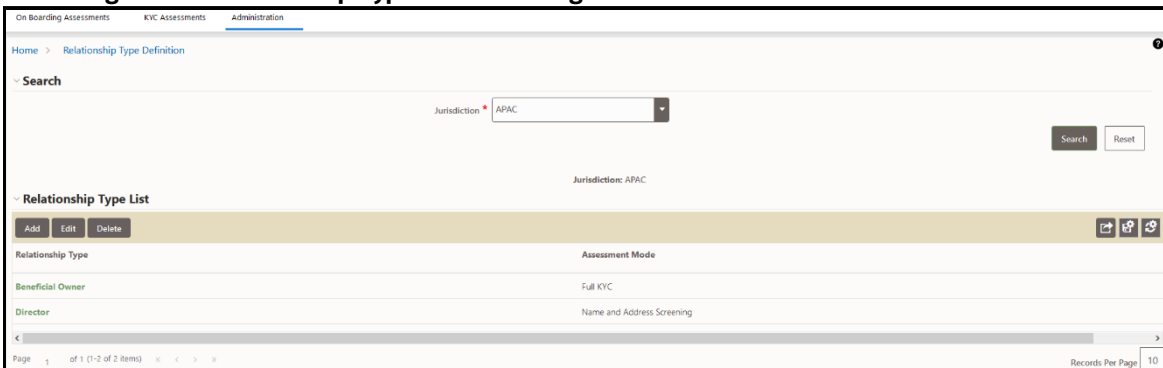 On Boarding Assessments KYC Assessments Administration
Home > Relationship Type Definition
Search
Jurisdiction * APAC
Search Reset
Jurisdiction: APAC
Relationship Type List
Add Edit Delete
Relationship Type Assessment Mode
Beneficial Owner Full KYC
Director Name and Address Screening
Page 1 of 1 (1-2 of 2 items) Records Per Page 10